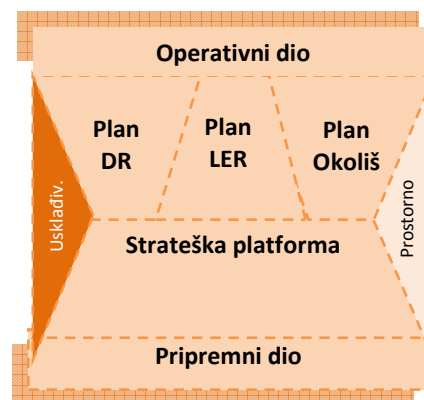 Operativni dio
Plan
DR
Plan
LER
Plan
Okoliš
Usklađiv.
Prostorno
Strateška platforma
Pripremni dio